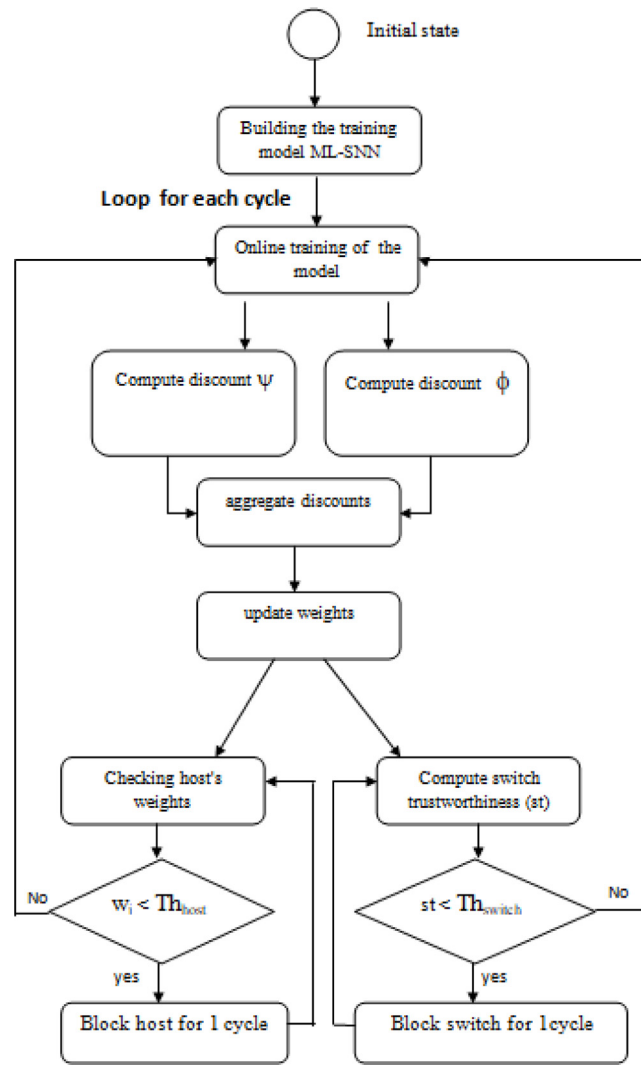 Initial state
Building the training
model ML-SNN
Loop for each cycle
Online training of the
model
Compute discount Ψ
Compute discount ϕ
aggregate discounts
update weights
Checking host's
weights
Compute switch
trustworthiness (st)
No
wi < Thhost
st < Thswitch
No
yes
yes
Block host for 1 cycle
Block switch for 1cycle